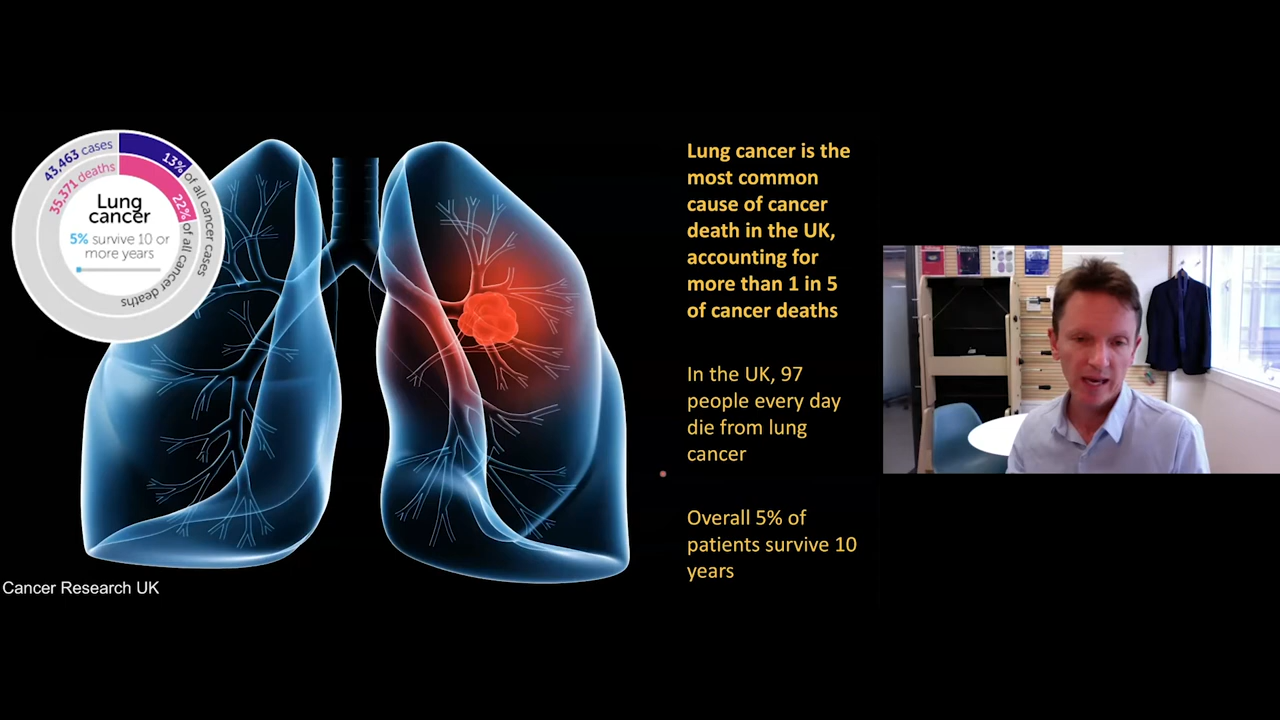 43,463 cases
13%
of all cancer cases
35,371 deaths
22%
of all cancer deaths
Lung
cancer
5% survive 10 or
more years
Lung cancer is the
most common
cause of cancer
death in the UK,
accounting for
more than 1 in 5
of cancer deaths
In the UK, 97
people every day
die from lung
cancer
Overall 5% of
patients survive 10
years
Cancer Research UK